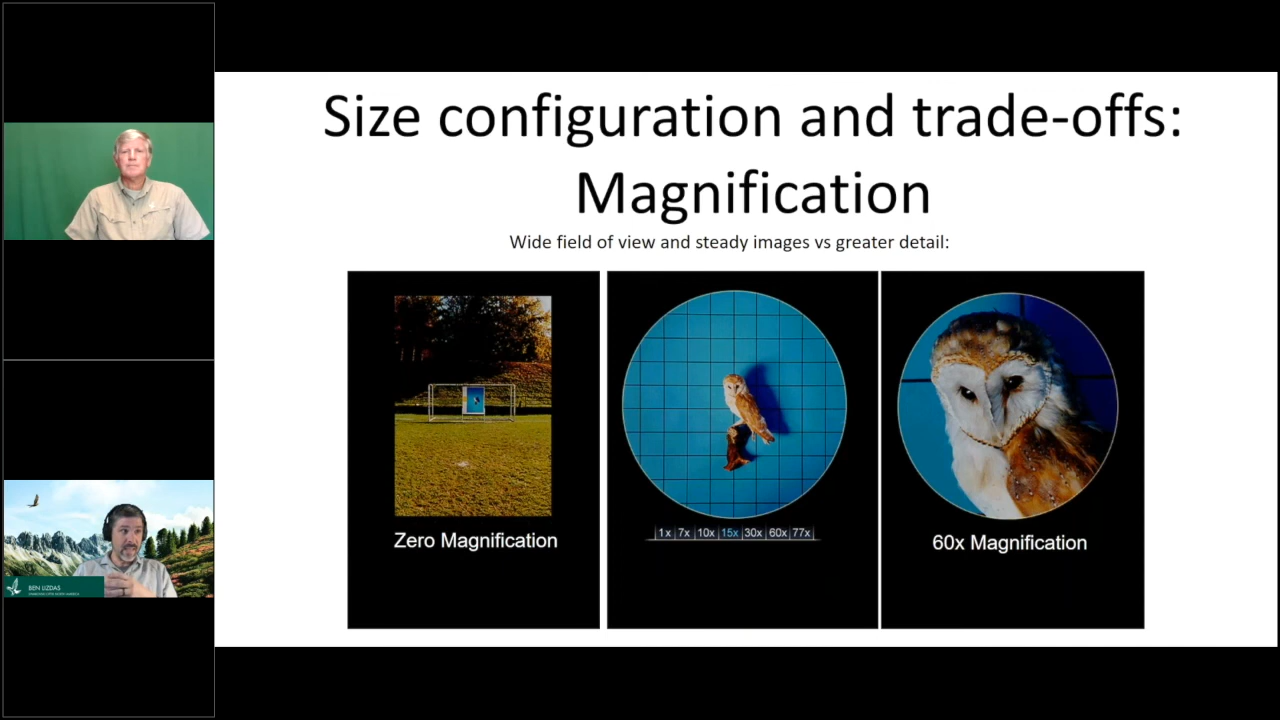 Size configuration and trade-offs:
Magnification
Wide field of view and steady images vs greater detail:
Zero Magnification
1x 7x 10x 15x 30x 60x 77x
60x Magnification
BEN LIZDAS